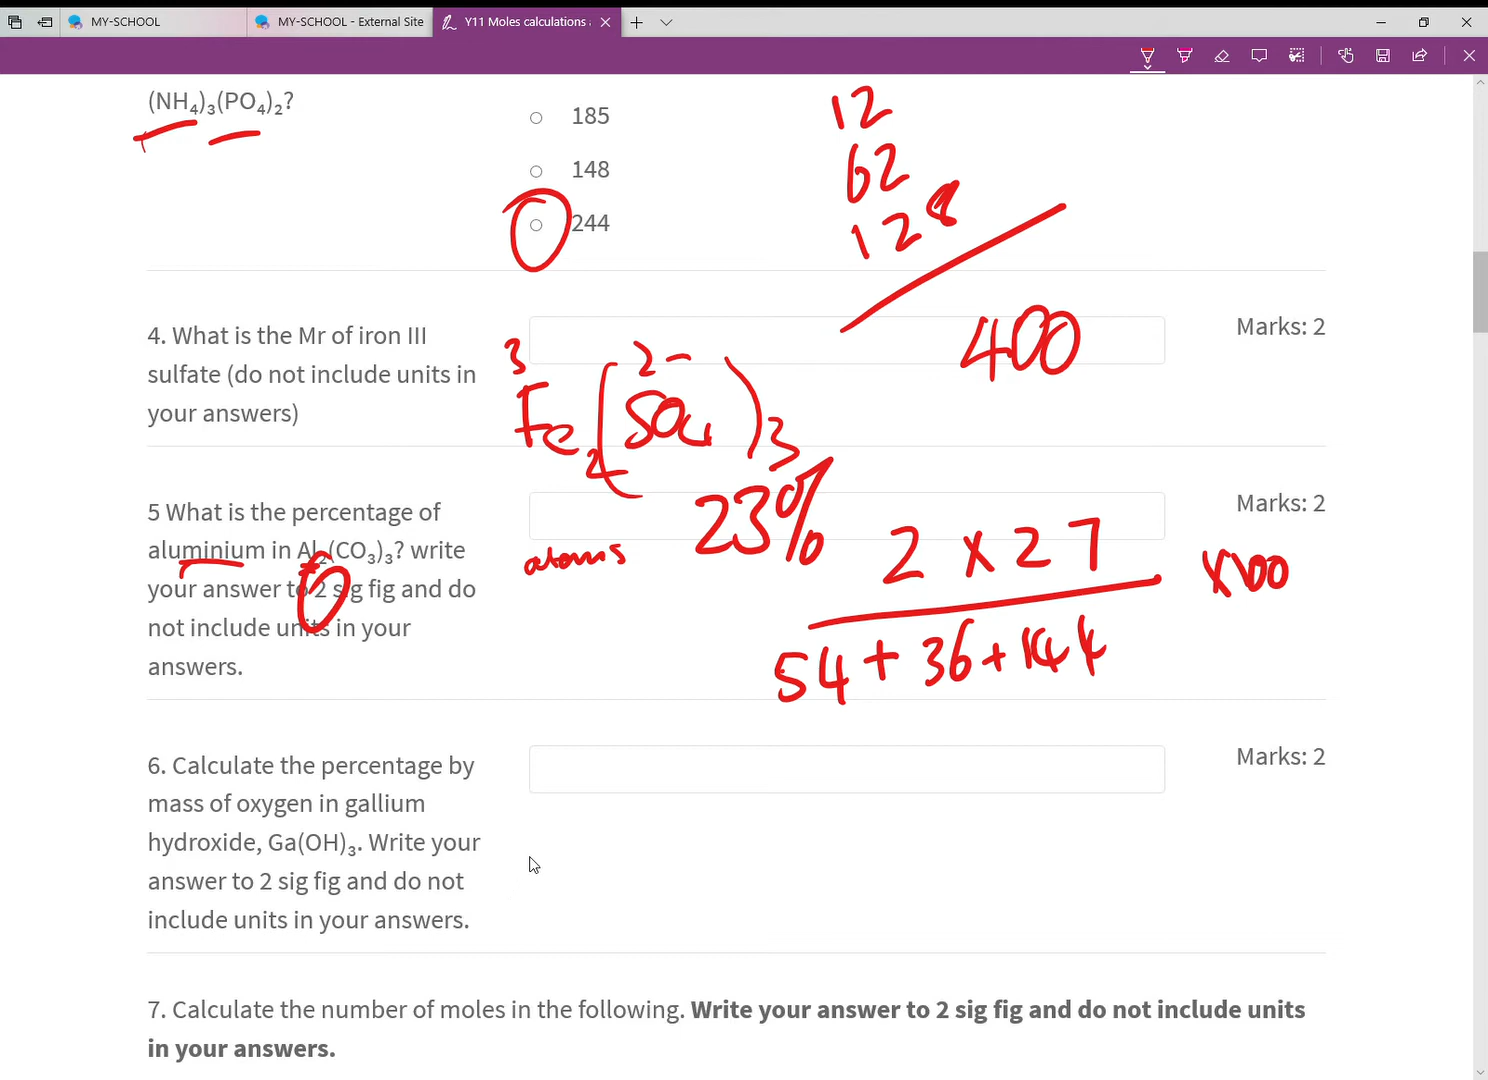 MY-SCHOOL
MY-SCHOOL - External Site
Y11 Moles calculations
(NH₄)₃(PO₄)₂?
185
148
244
12
62
128
400
4. What is the Mr of iron III
sulfate (do not include units in
your answers)
Marks: 2
3 2-
Fe₂(SO₄)₃
5 What is the percentage of
aluminium in Al₂(CO₃)₃? write
your answer to 2 sig fig and do
not include units in your
answers.
Marks: 2
23%
atoms
2 x 27
x100
54 + 36 + 144
6. Calculate the percentage by
mass of oxygen in gallium
hydroxide, Ga(OH)₃. Write your
answer to 2 sig fig and do not
include units in your answers.
Marks: 2
7. Calculate the number of moles in the following. Write your answer to 2 sig fig and do not include units
in your answers.